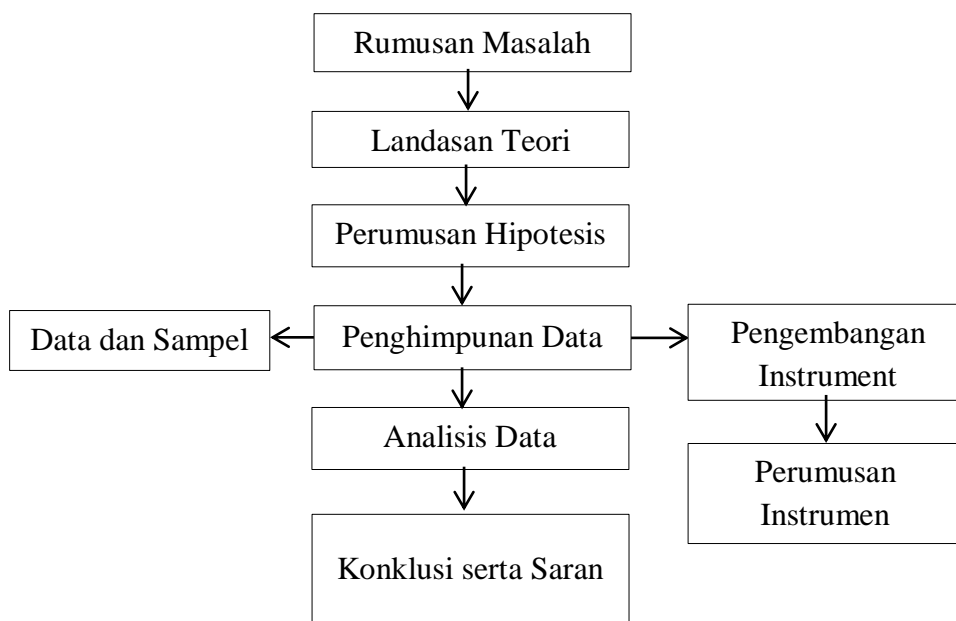 Rumusan Masalah
Landasan Teori
Perumusan Hipotesis
Data dan Sampel
Penghimpunan Data
Pengembangan
Instrument
Analisis Data
Perumusan
Instrumen
Konklusi serta Saran